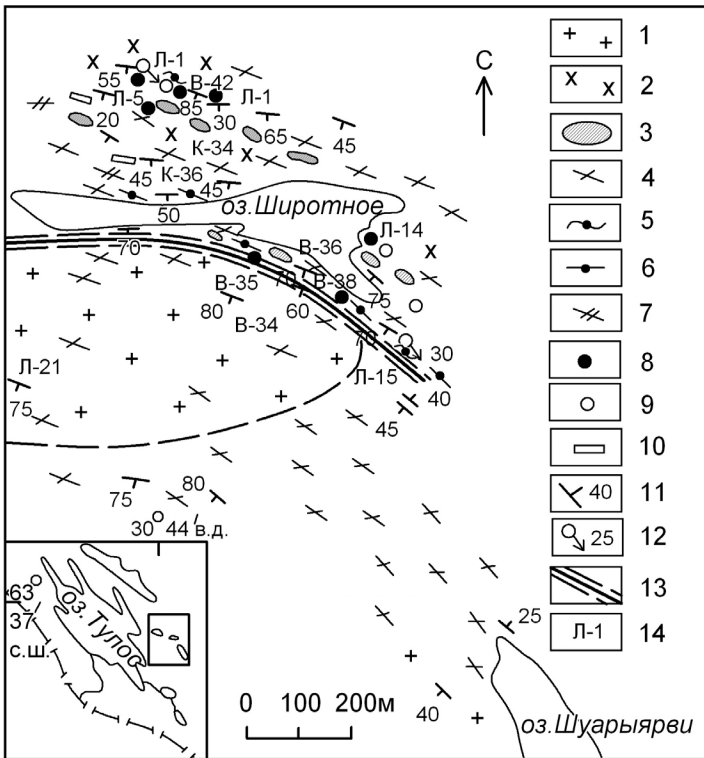 Л-1
55
В-42
Л-5
85
Л-1
20
30
65
45
К-34
К-36
45
45
оз.Широтное
50
Л-14
70
В-36
В-35
70
В-38
75
80
60
В-34
70
30
Л-21
Л-15
75
40
45
75
80
30° 44′ в.д.
63°
37′
с.ш.
оз. Тулос
25
40
0 100 200м
оз.Шуарыярви
С
1
2
3
4
5
6
7
8
9
10
40 11
25 12
13
Л-1 14